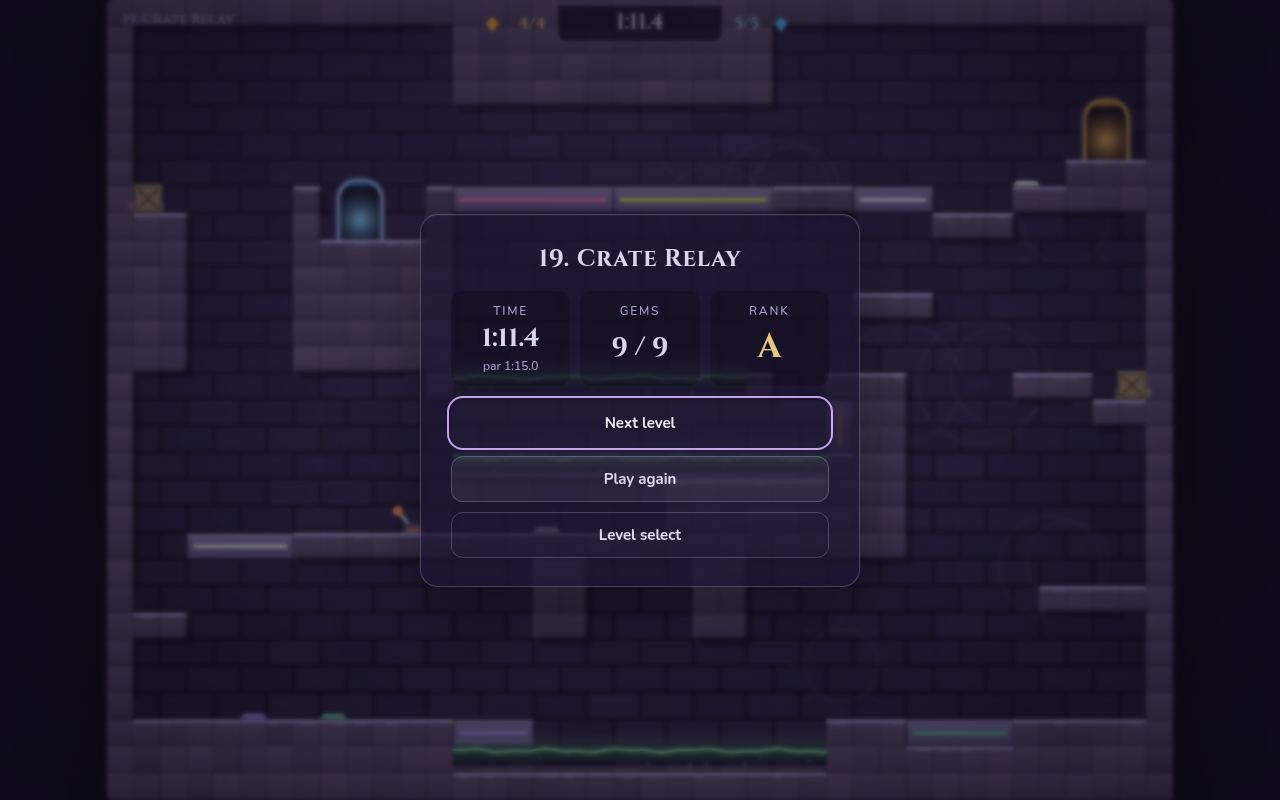 19. Crate Relay
4/4
1:11.4
5/5
19. Crate Relay
TIME
1:11.4
par 1:15.0
GEMS
9 / 9
RANK
A
Next level
Play again
Level select